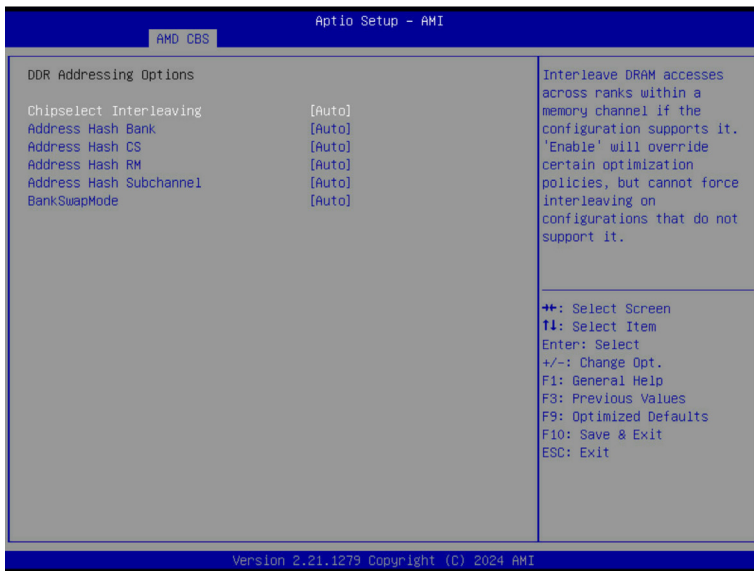 Aptio Setup – AMI
AMD CBS
DDR Addressing Options
Chipselect Interleaving [Auto]
Address Hash Bank [Auto]
Address Hash CS [Auto]
Address Hash RM [Auto]
Address Hash Subchannel [Auto]
BankSwapMode [Auto]
Interleave DRAM accesses
across ranks within a
memory channel if the
configuration supports it.
'Enable' will override
certain optimization
policies, but cannot force
interleaving on
configurations that do not
support it.
→←: Select Screen
↑↓: Select Item
Enter: Select
+/-: Change Opt.
F1: General Help
F3: Previous Values
F9: Optimized Defaults
F10: Save & Exit
ESC: Exit
Version 2.21.1279 Copyright (C) 2024 AMI